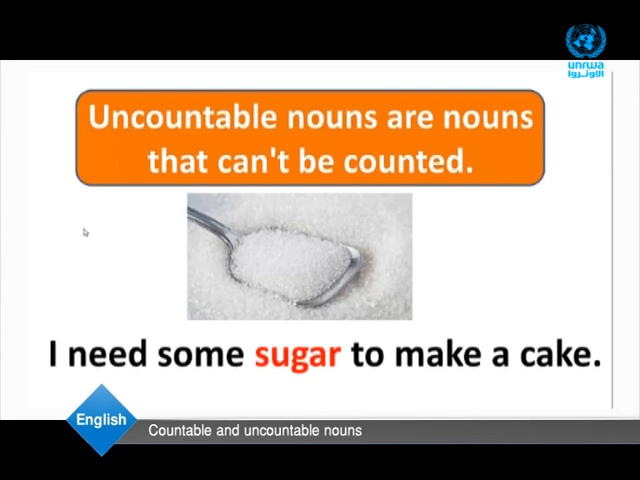 unrwa
الأونروا
Uncountable nouns are nouns
that can't be counted.
I need some sugar to make a cake.
English
Countable and uncountable nouns